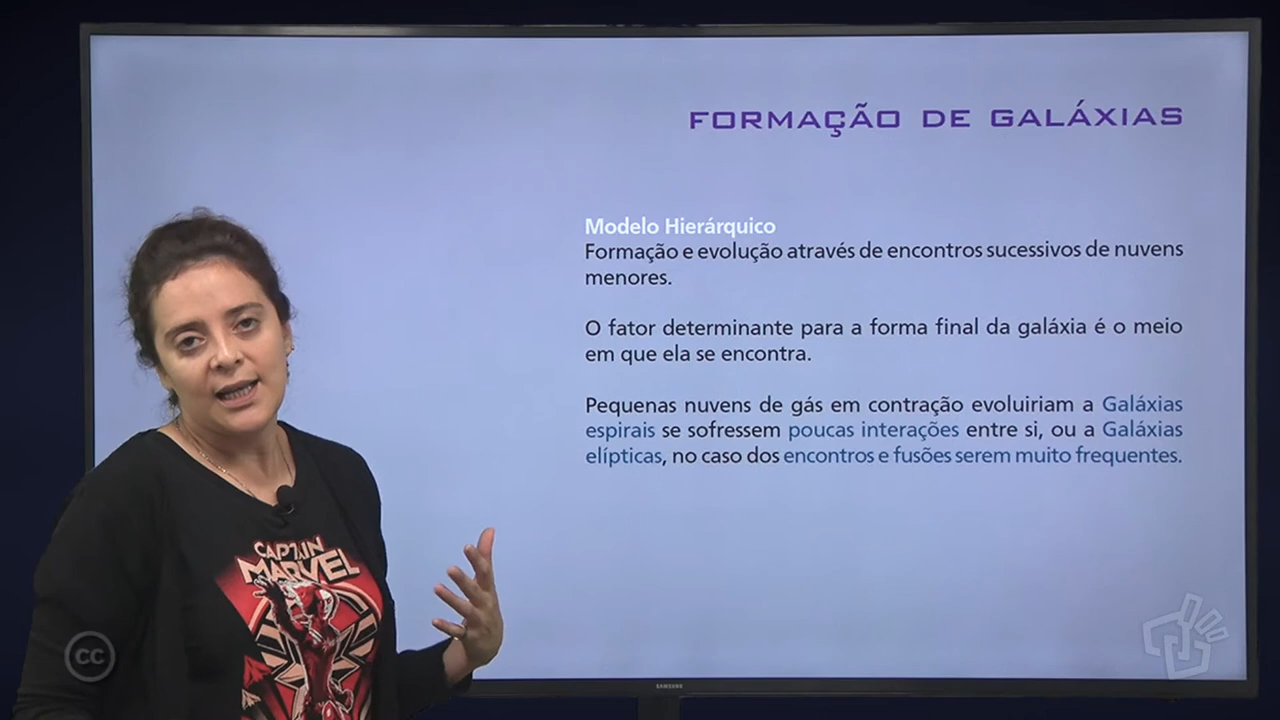 FORMAÇÃO DE GALÁXIAS
Modelo Hierárquico
Formação e evolução através de encontros sucessivos de nuvens
menores.
O fator determinante para a forma final da galáxia é o meio
em que ela se encontra.
Pequenas nuvens de gás em contração evoluiriam a Galáxias
espirais se sofressem poucas interações entre si, ou a Galáxias
elípticas, no caso dos encontros e fusões serem muito frequentes.
CAPTAIN
MARVEL
cc
SAMSUNG